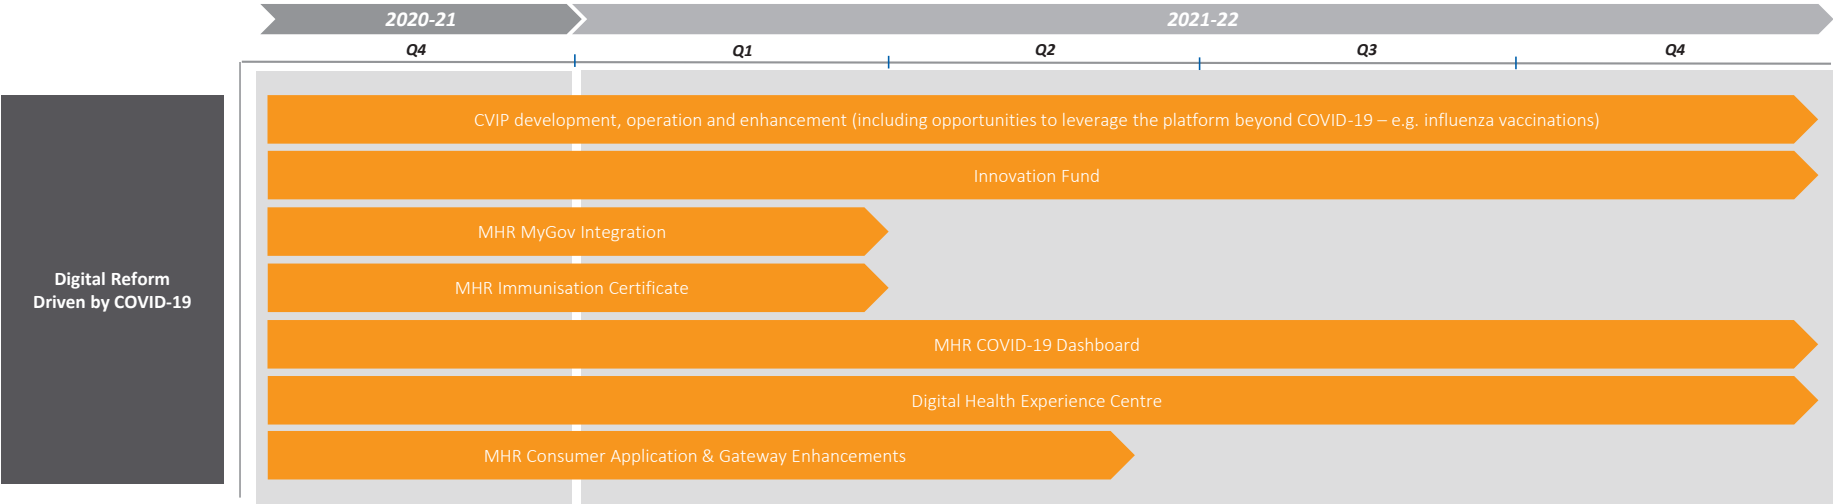 2020-21
2021-22
Q4
Q1
Q2
Q3
Q4
Digital Reform
Driven by COVID-19
CVIP development, operation and enhancement (including opportunities to leverage the platform beyond COVID-19 – e.g. influenza vaccinations)
Innovation Fund
MHR MyGov Integration
MHR Immunisation Certificate
MHR COVID-19 Dashboard
Digital Health Experience Centre
MHR Consumer Application & Gateway Enhancements